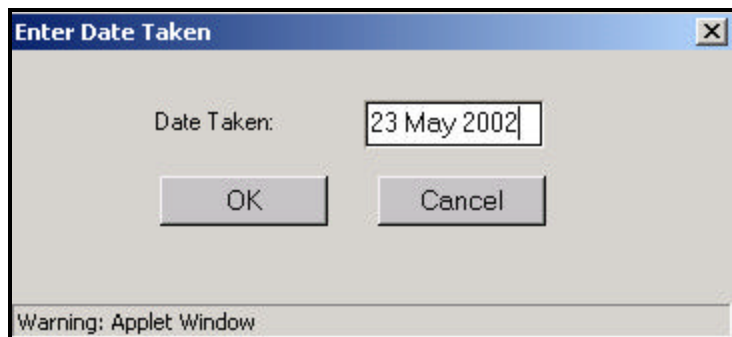 Enter Date Taken
Date Taken: 23 May 2002
OK Cancel
Warning: Applet Window